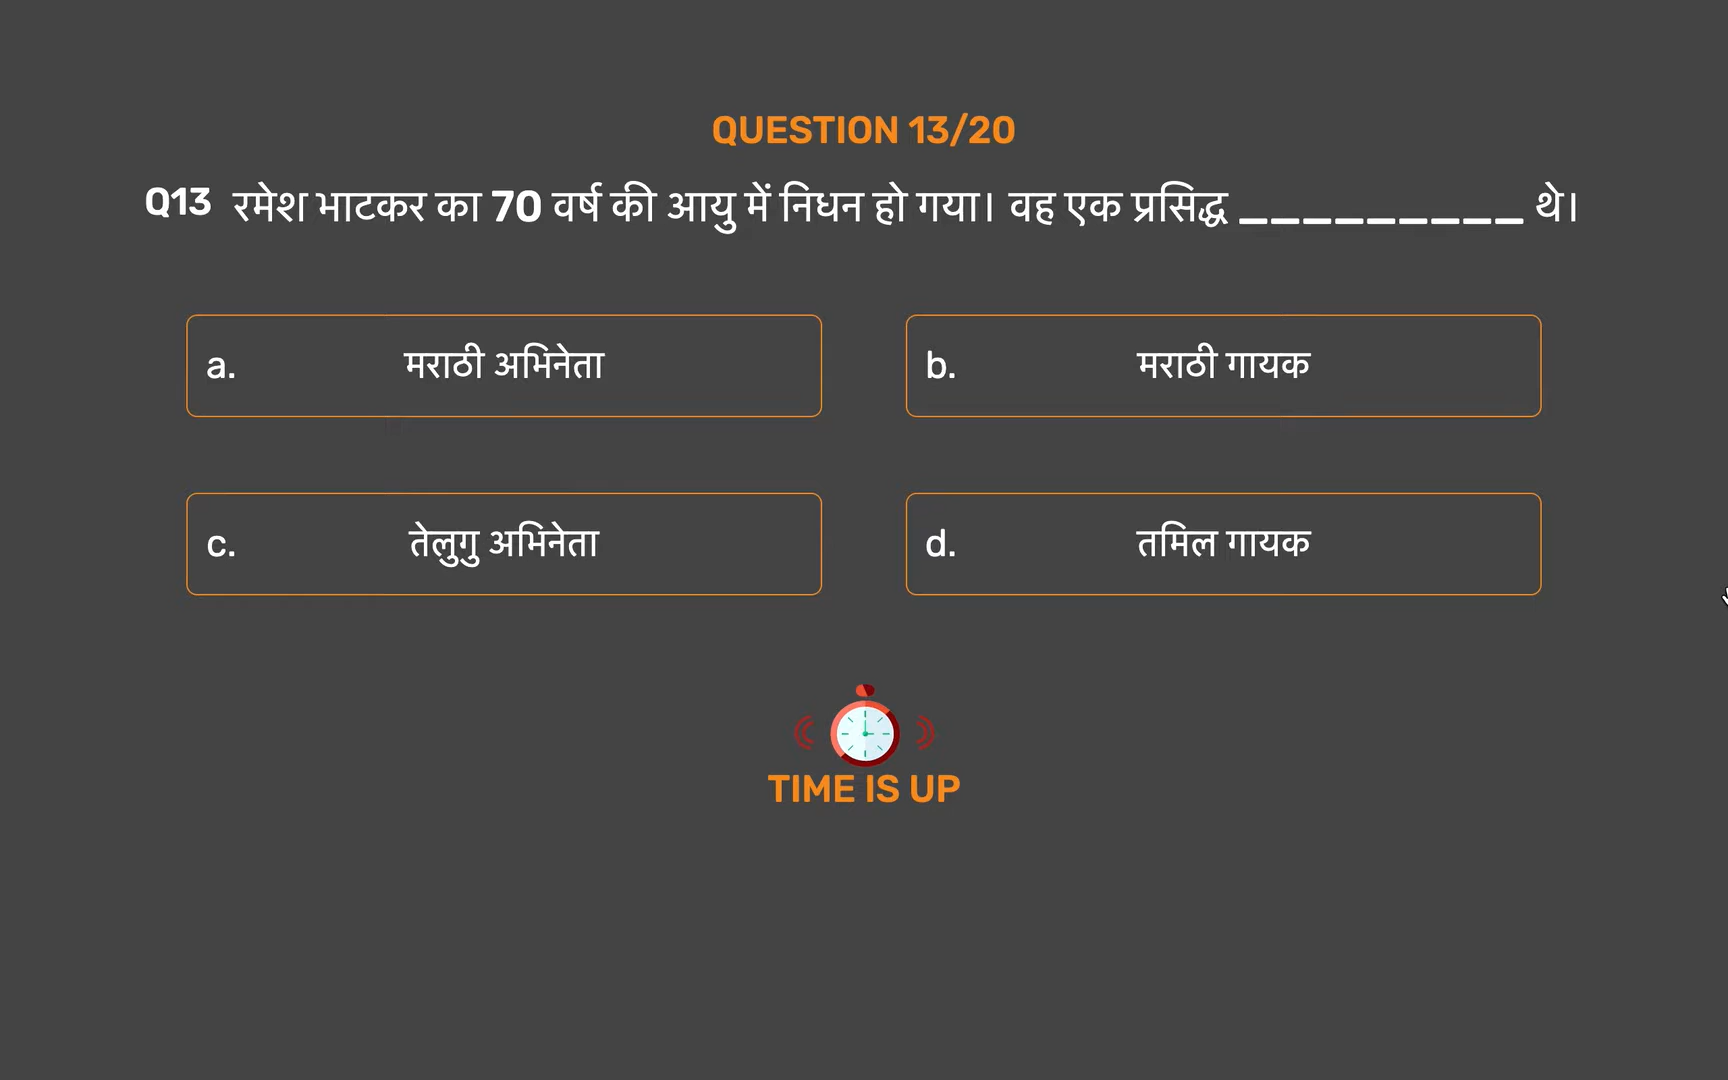 QUESTION 13/20
Q13 रमेश भाटकर का 70 वर्ष की आयु में निधन हो गया। वह एक प्रसिद्ध _________ थे।
a. मराठी अभिनेता
b. मराठी गायक
c. तेलुगु अभिनेता
d. तमिल गायक
TIME IS UP